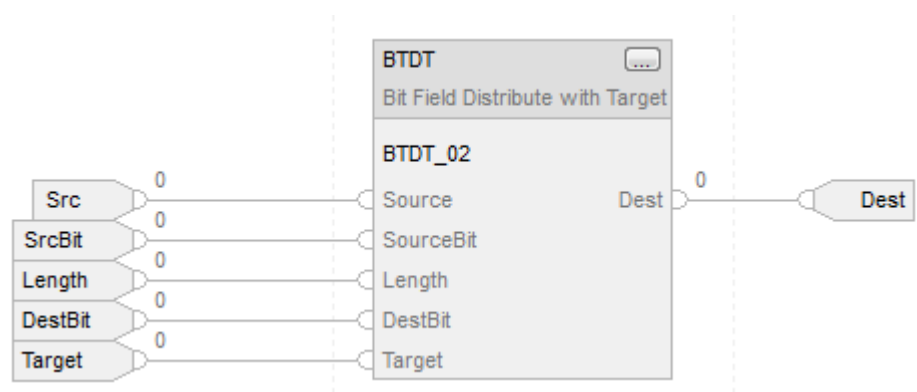 BTDT
...
Bit Field Distribute with Target
BTDT_02
0
0
Src
Source
Dest
Dest
0
SrcBit
SourceBit
0
Length
Length
0
DestBit
DestBit
0
Target
Target